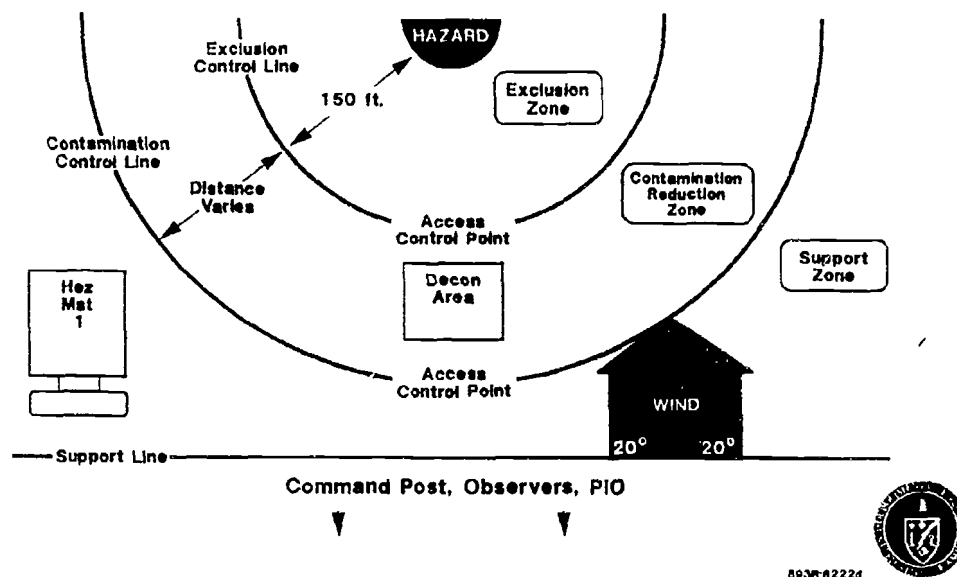 HAZARD
Exclusion
Control Line
150 ft.
Exclusion
Zone
Contamination
Control Line
Distance
Varies
Contamination
Reduction
Zone
Access
Control Point
Support
Zone
Hez
Mat
1
Decon
Area
Access
Control Point
WIND
20° 20°
Support Line
Command Post, Observers, PIO